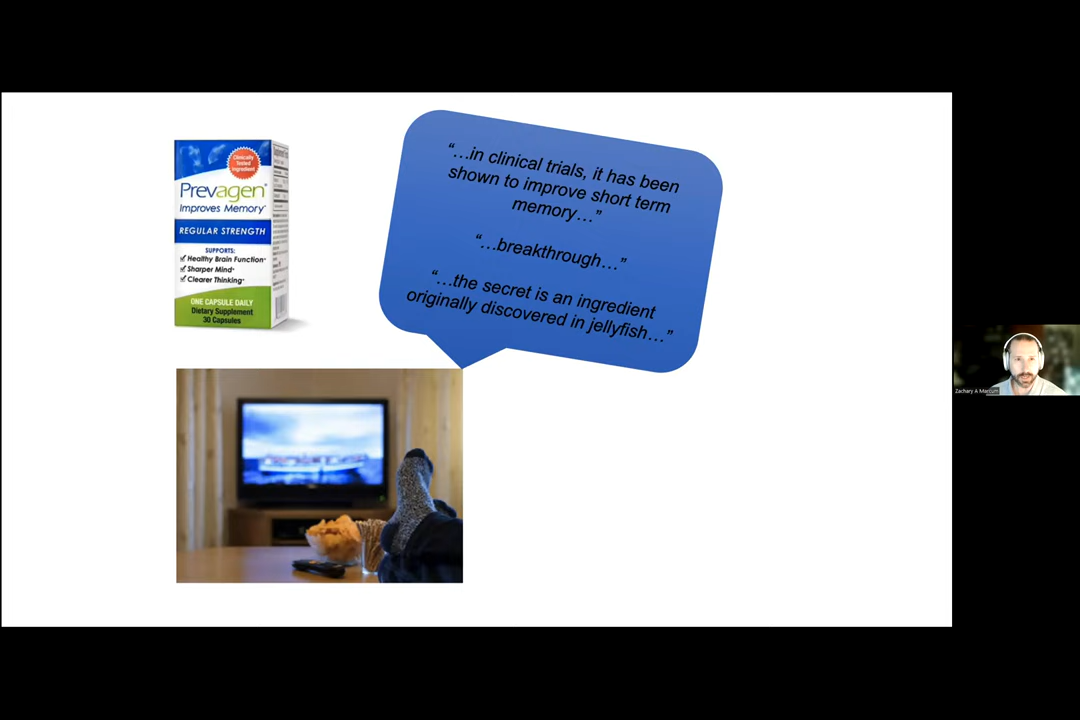 Clinically
Tested
Ingredient
Prevagen®
Improves Memory*
REGULAR STRENGTH
SUPPORTS:
Healthy Brain Function*
Sharper Mind*
Clearer Thinking*
ONE CAPSULE DAILY
Dietary Supplement
30 Capsules
“…in clinical trials, it has been
shown to improve short term
memory…”
“…breakthrough…”
“…the secret is an ingredient
originally discovered in jellyfish…”
Zachary A Marcum